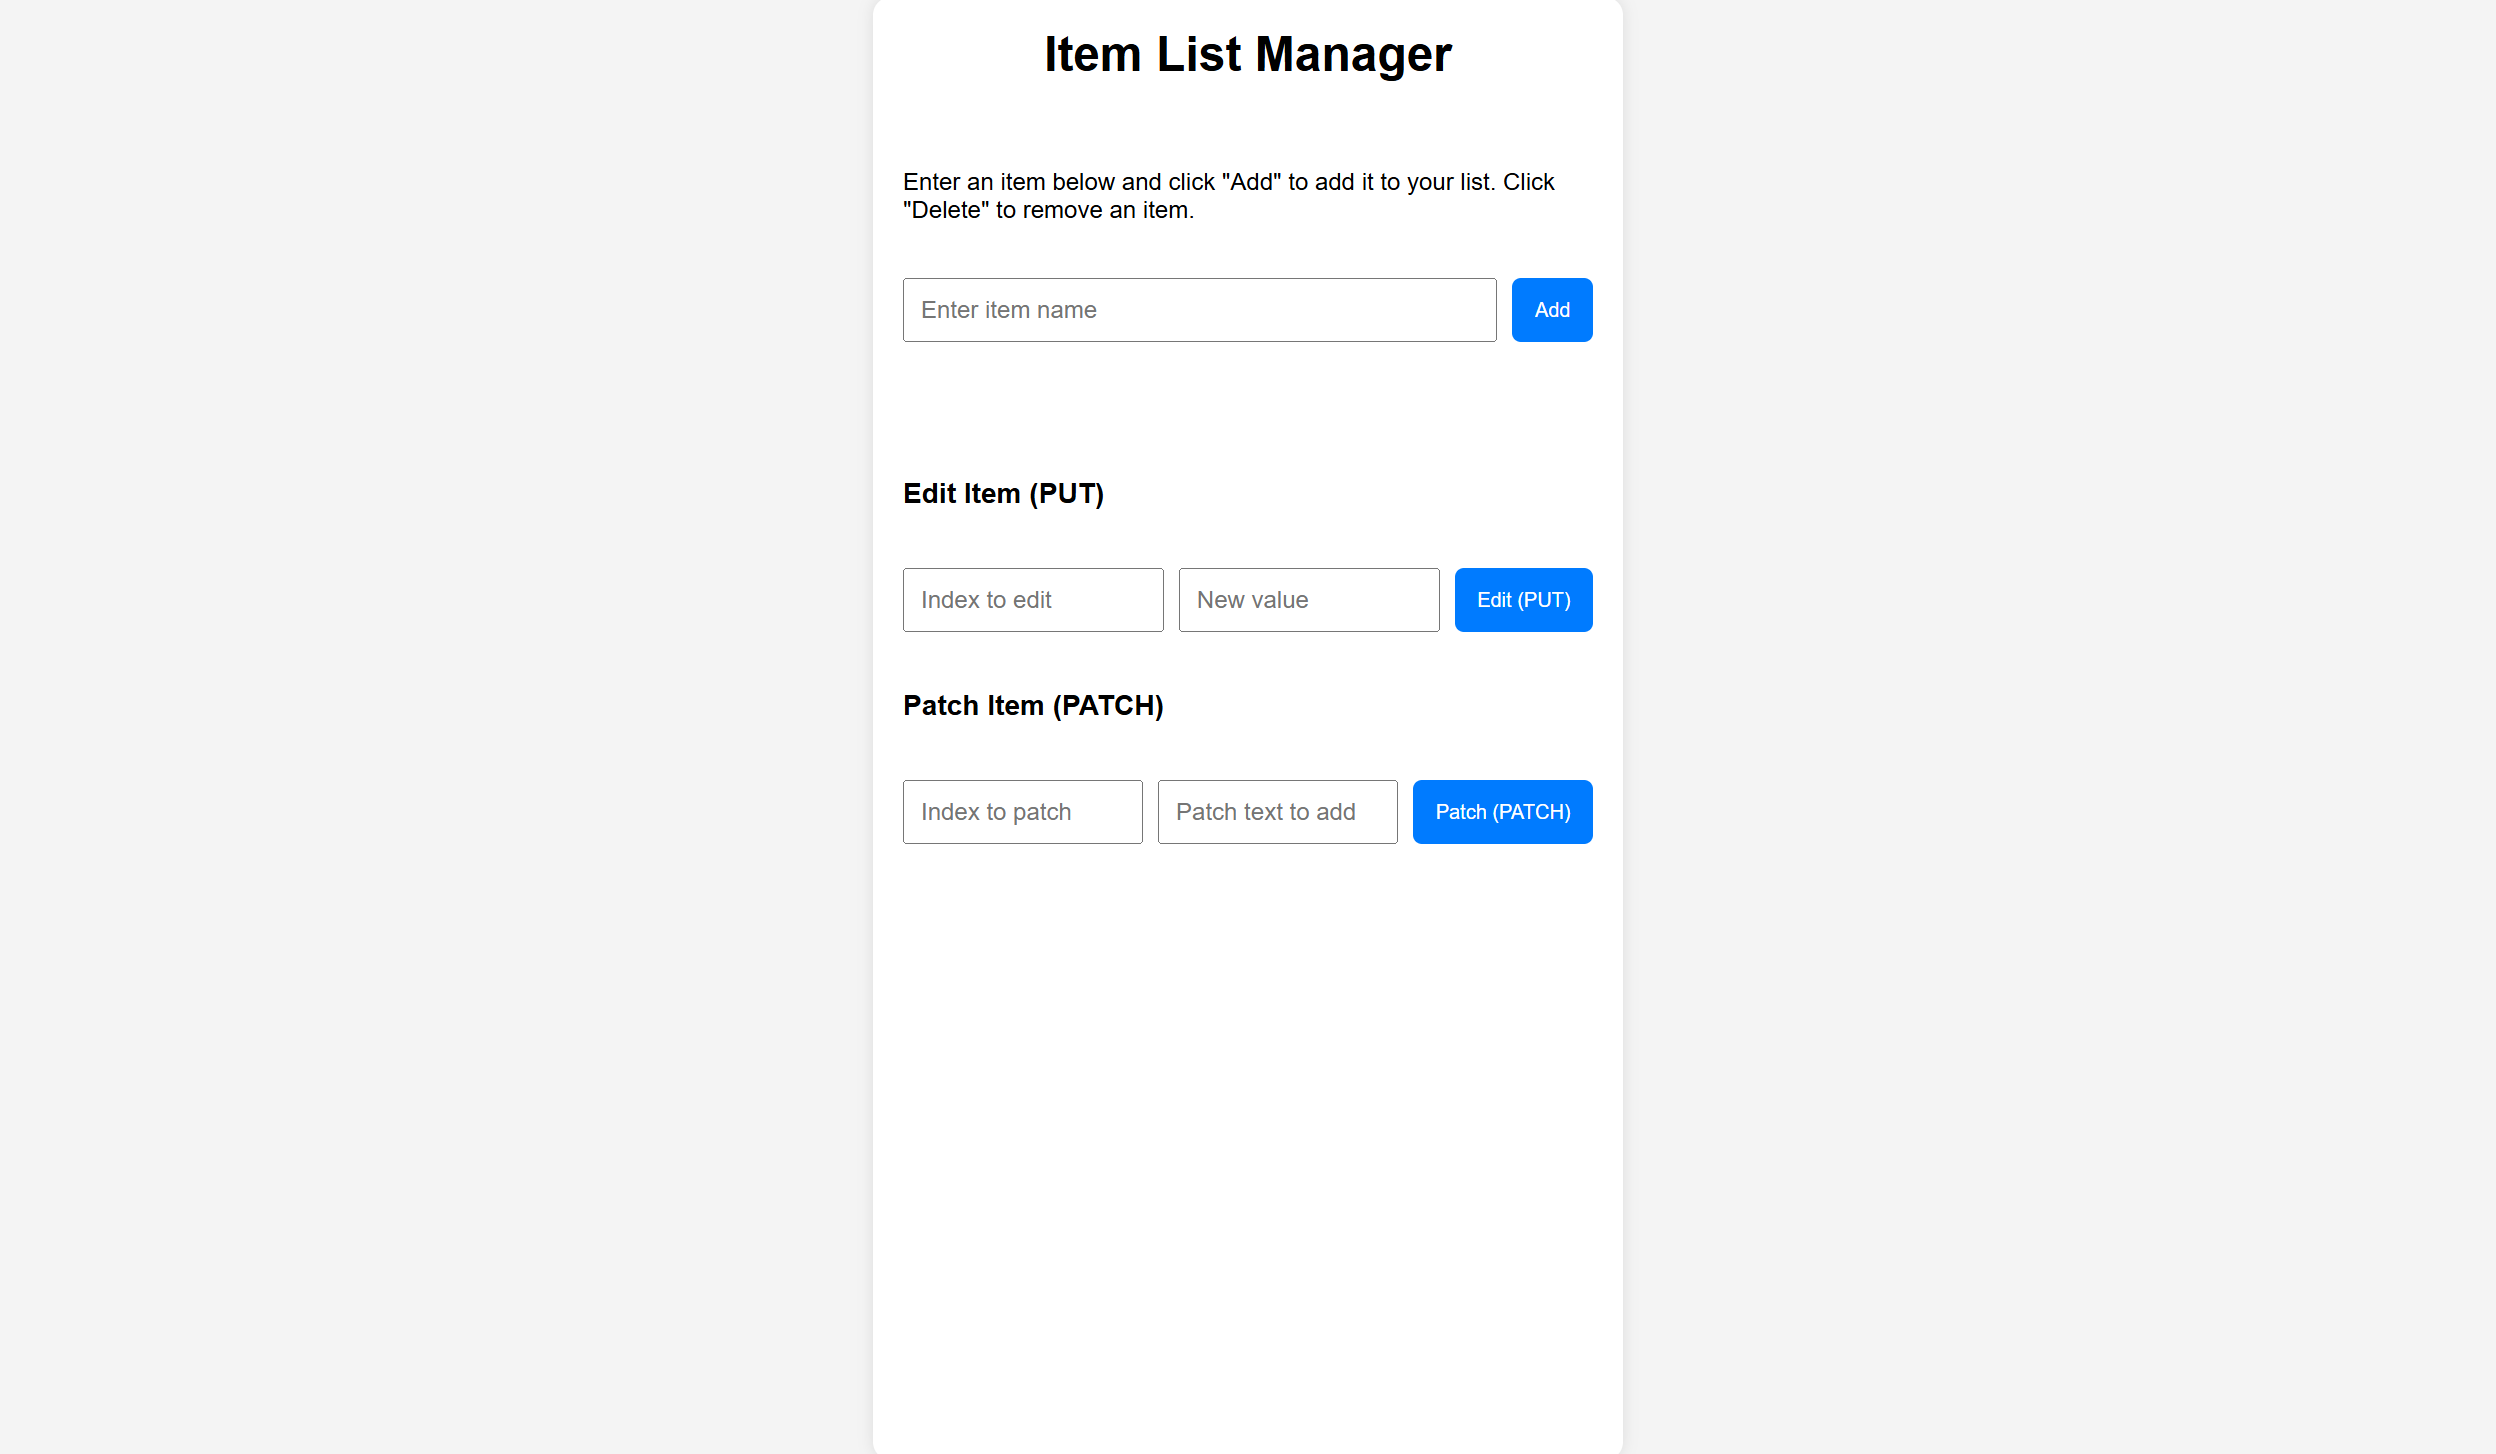 Item List Manager
Enter an item below and click "Add" to add it to your list. Click
"Delete" to remove an item.
Enter item name
Add
Edit Item (PUT)
Index to edit
New value
Edit (PUT)
Patch Item (PATCH)
Index to patch
Patch text to add
Patch (PATCH)